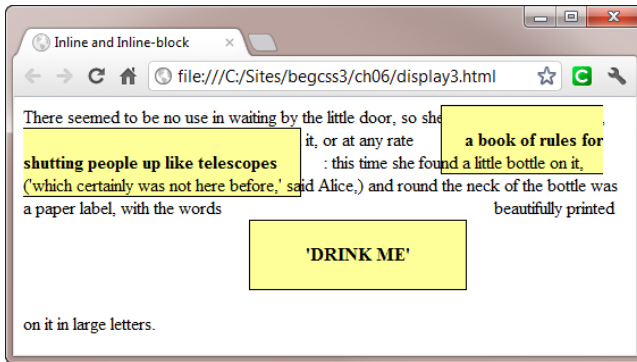 Inline and Inline-block
file:///C:/Sites/begcss3/ch06/display3.html
There seemed to be no use in waiting by the little door, so she ,
it, or at any rate a book of rules for
shutting people up like telescopes : this time she found a little bottle on it,
('which certainly was not here before,' said Alice,) and round the neck of the bottle was
a paper label, with the words beautifully printed
'DRINK ME'
on it in large letters.